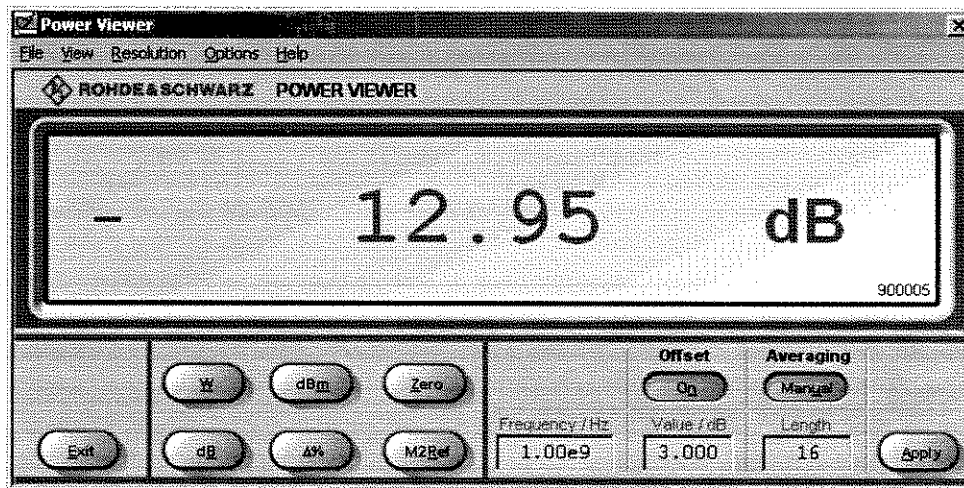 Power Viewer
File View Resolution Options Help
ROHDE&SCHWARZ POWER VIEWER
- 12.95 dB
900005
Offset Averaging
W dBm Zero On Manual
Frequency / Hz Value / dB Length
Exit dB Δ% M2Ref 1.00e9 3.000 16 Apply